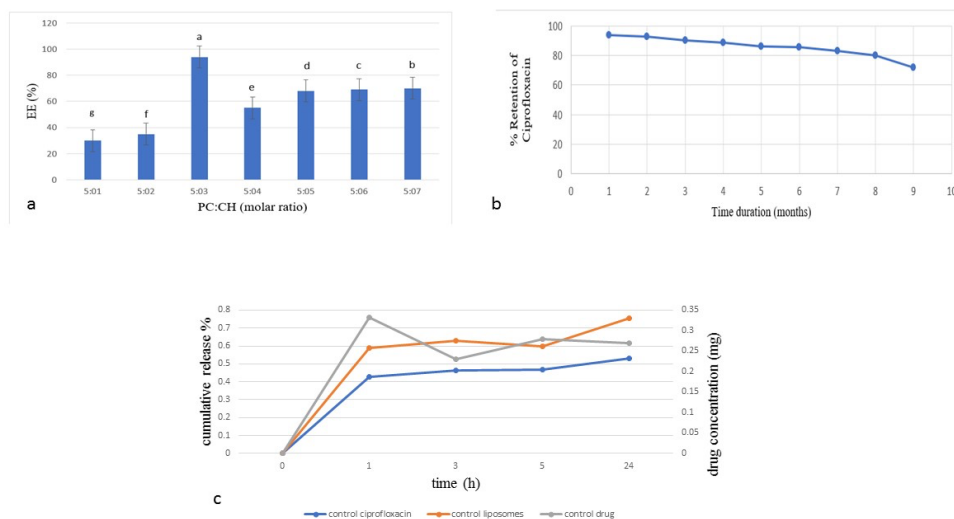 120
100
80
60
40
20
0
EE (%)
g
f
a
e
d
c
b
5:01 5:02 5:03 5:04 5:05 5:06 5:07
PC:CH (molar ratio)
a
100
80
60
40
20
0
% Retention of
Ciprofloxacin
0 1 2 3 4 5 6 7 8 9 10
Time duration (months)
b
0.8
0.7
0.6
0.5
0.4
0.3
0.2
0.1
0
cumulative release %
0.35
0.3
0.25
0.2
0.15
0.1
0.05
0
drug concentration (mg)
0 1 3 5 24
time (h)
c
control ciprofloxacin control liposomes control drug